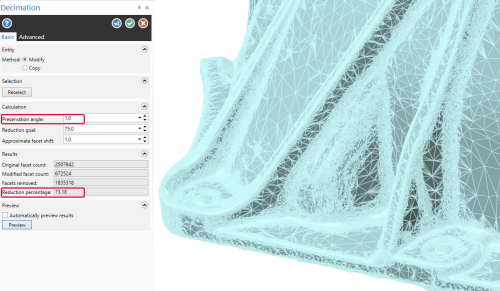 Decimation
Basic Advanced
Entity
Method: Modify
Copy
Selection
Reselect
Calculation
Preservation angle: 1.0
Reduction goal: 75.0
Approximate facet shift: 1.0
Results
Original facet count: 2507842
Modified facet count: 672524
Facets removed: 1835318
Reduction percentage: 73.18
Preview
Automatically preview results
Preview